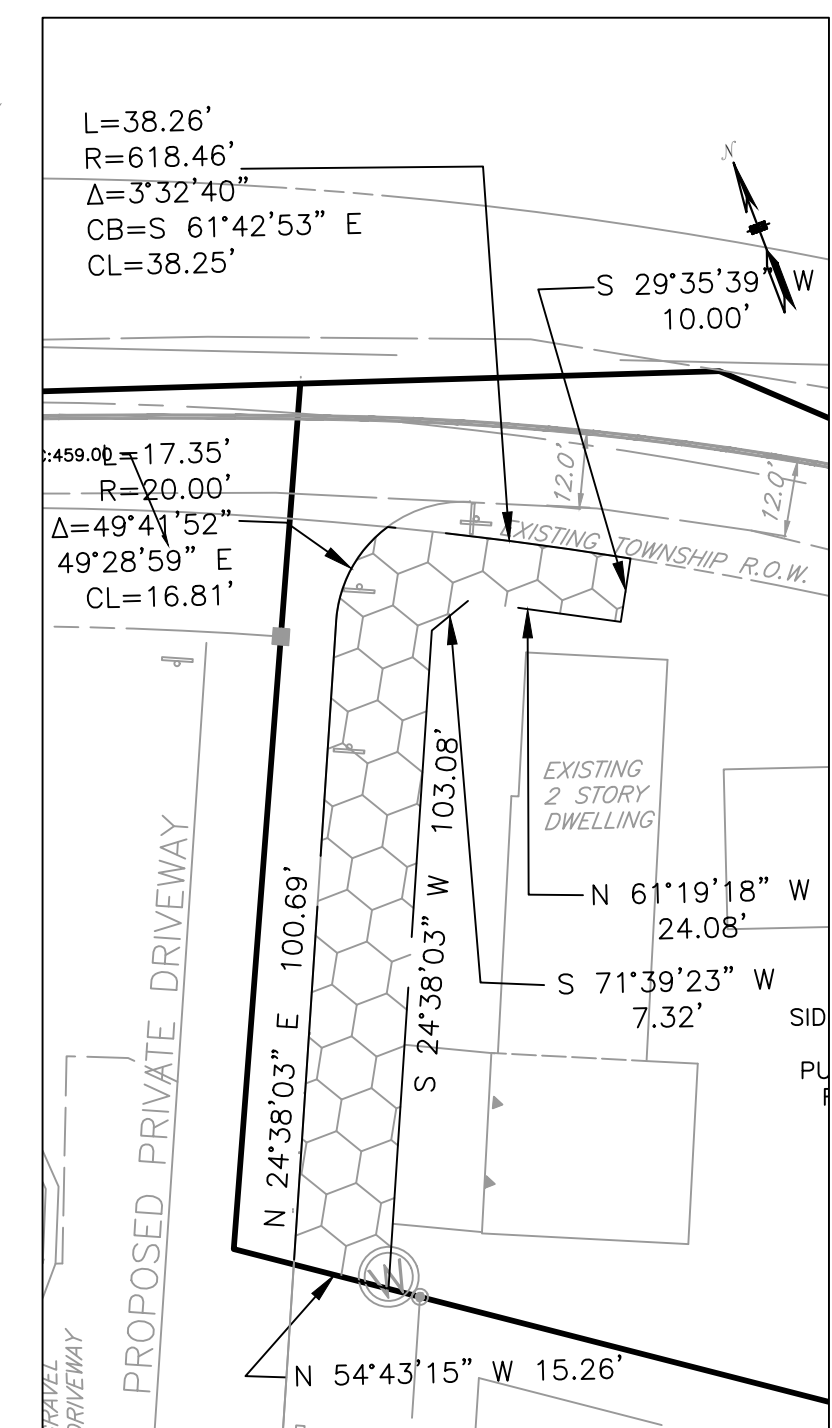 L=38.26'
R=618.46'
Δ=3°32'40"
CB=S 61°42'53" E
CL=38.25'
N
S 29°35'39" W
10.00'
:459.00
L=17.35'
R=20.00'
Δ=49°41'52"
49°28'59" E
CL=16.81'
12.0'
12.0'
EXISTING TOWNSHIP R.O.W.
EXISTING
2 STORY
DWELLING
N 24°38'03" E 100.69'
S 24°38'03" W 103.08'
N 61°19'18" W
24.08'
S 71°39'23" W
7.32'
SID
PU
PROPOSED PRIVATE DRIVEWAY
W
N 54°43'15" W 15.26'
RAVEL
DRIVEWAY